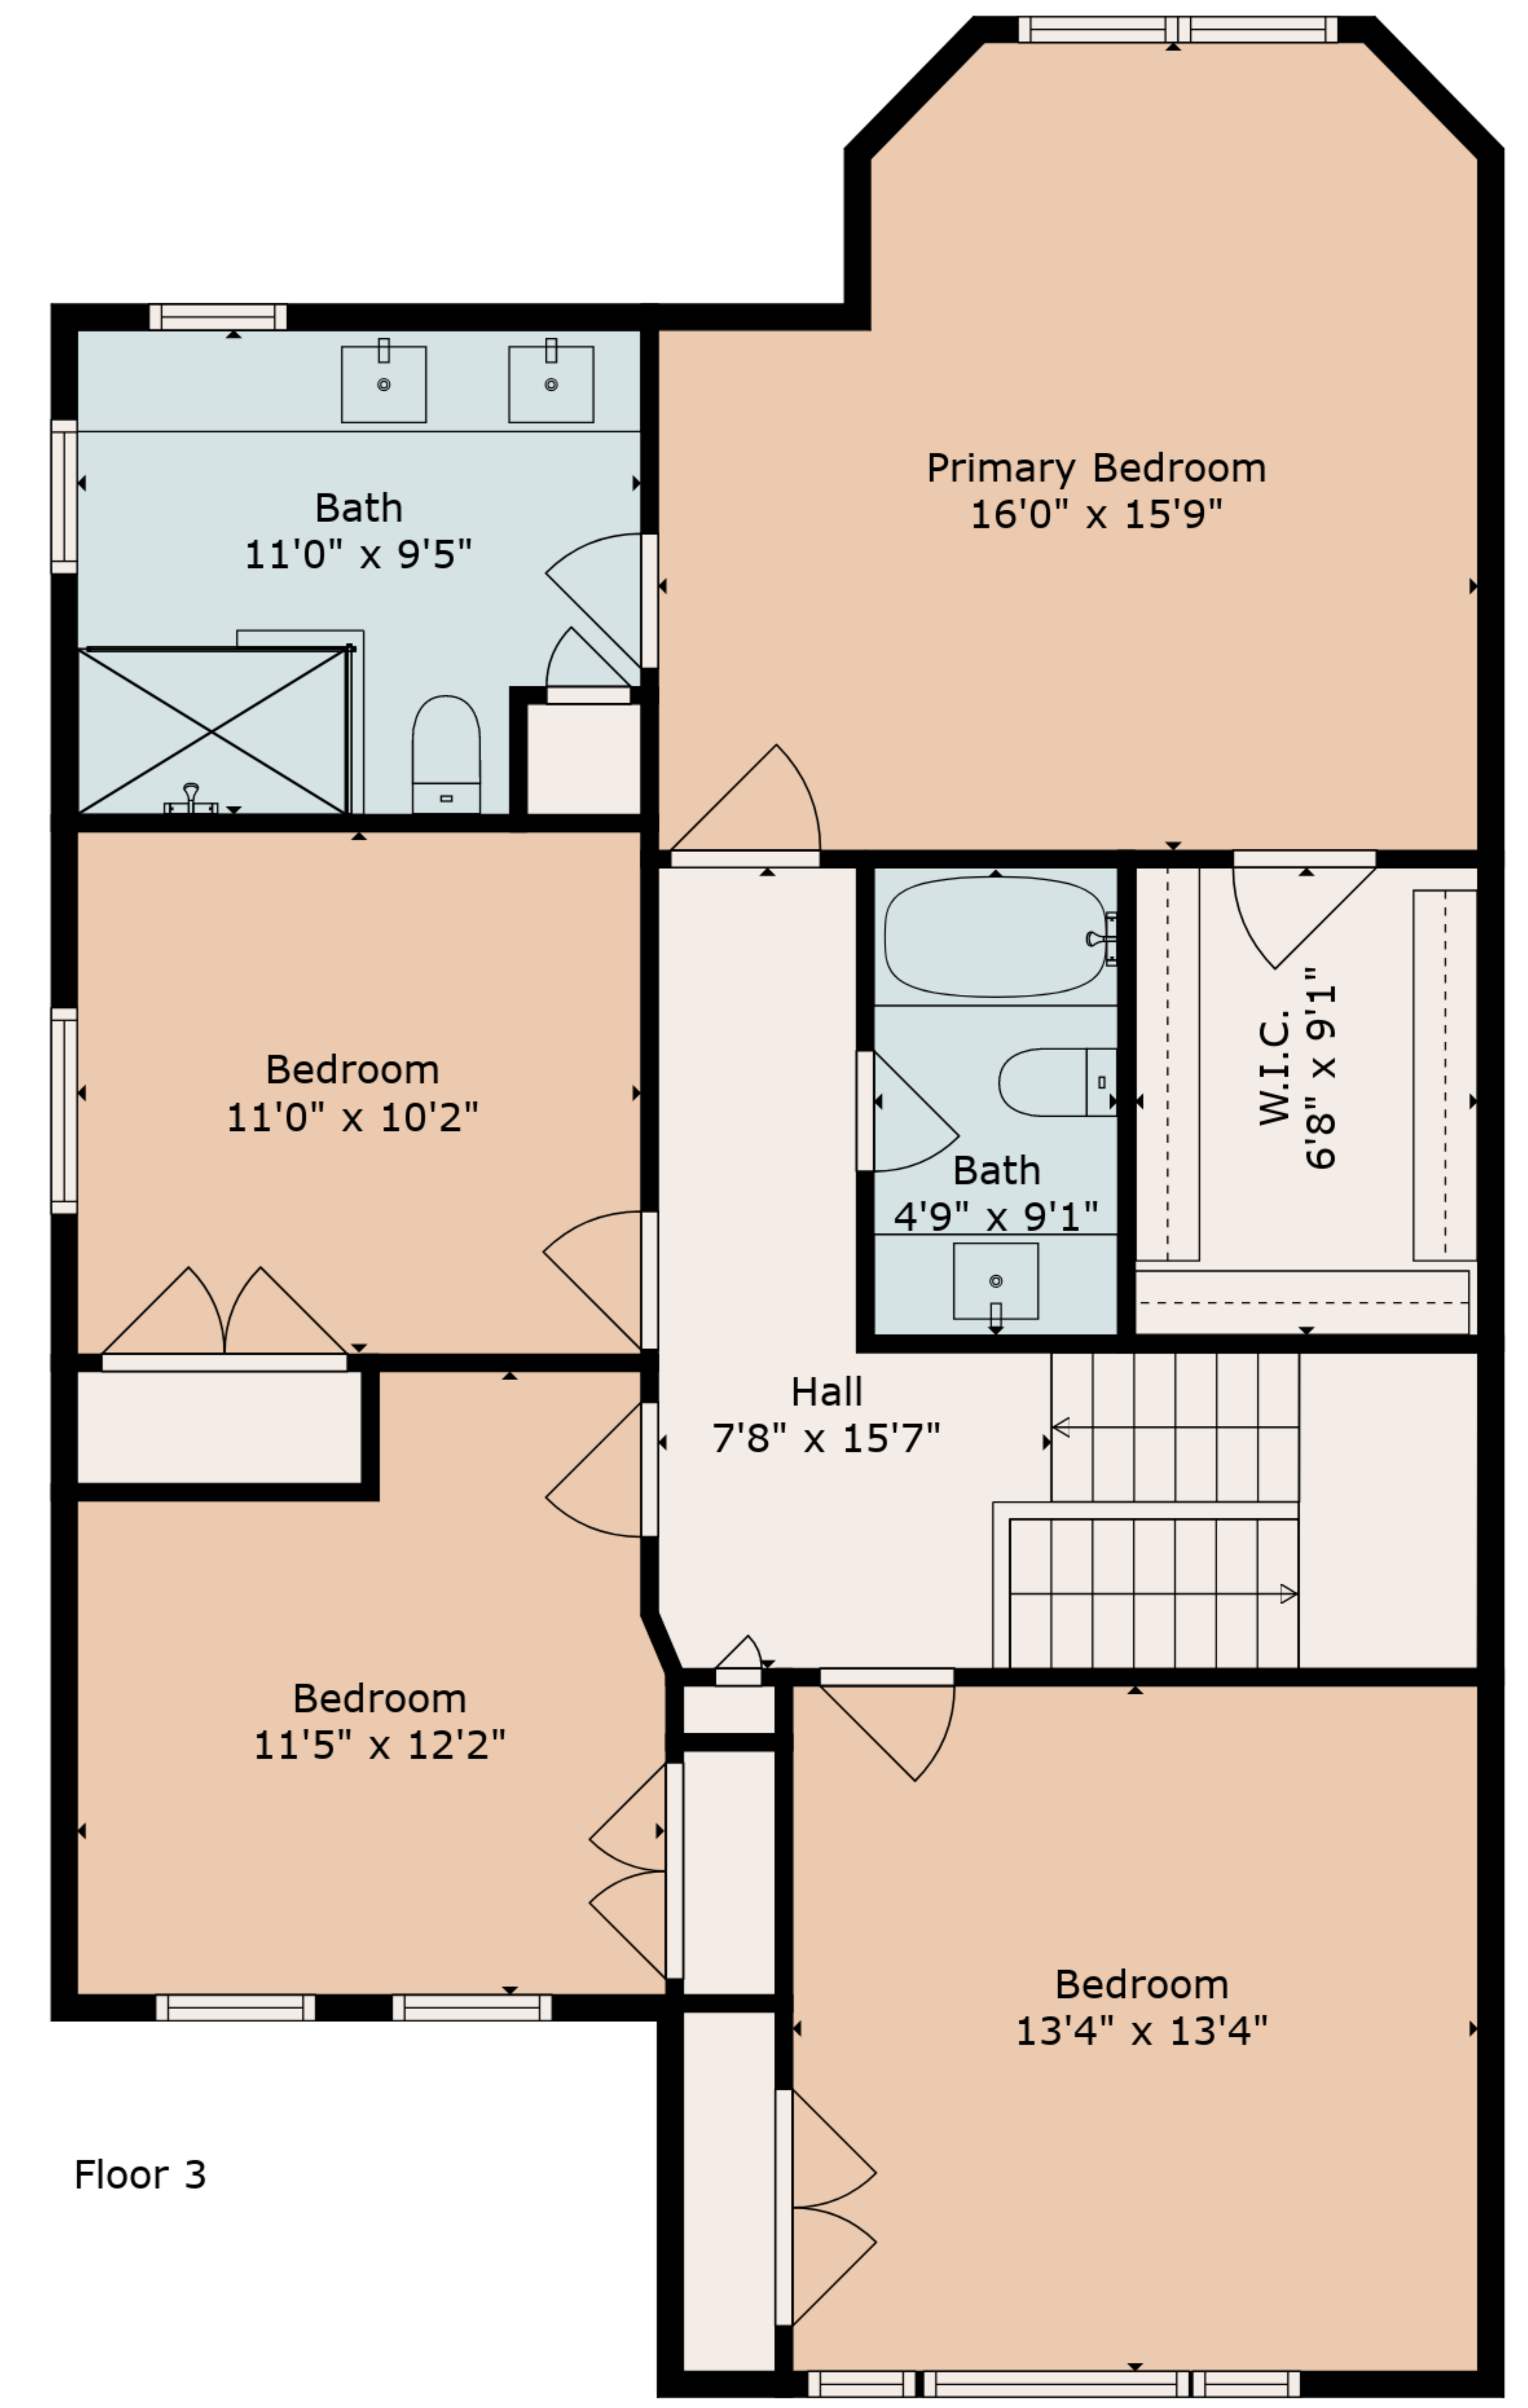 Primary Bedroom
16'0" x 15'9"
Bath
11'0" x 9'5"
Bedroom
11'0" x 10'2"
W.I.C.
6'8" x 9'1"
Bath
4'9" x 9'1"
Hall
7'8" x 15'7"
Bedroom
11'5" x 12'2"
Bedroom
13'4" x 13'4"
Floor 3